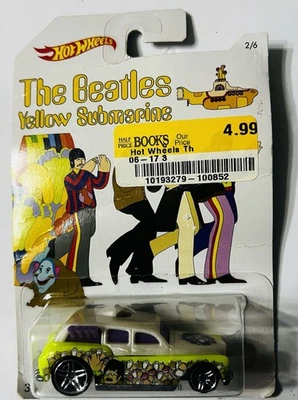 Hot Wheels
2/6
The Beatles
Yellow Submarine
HALF PRICE BOOKS Our Price 4.99
Hot Wheels Th
06-17 3
10193279-100852
3